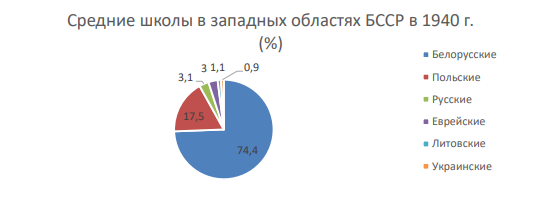 Средние школы в западных областях БССР в 1940 г.
(%)
74,4
17,5
3,1
3
1,1
0,9
Белорусские
Польские
Русские
Еврейские
Литовские
Украинские